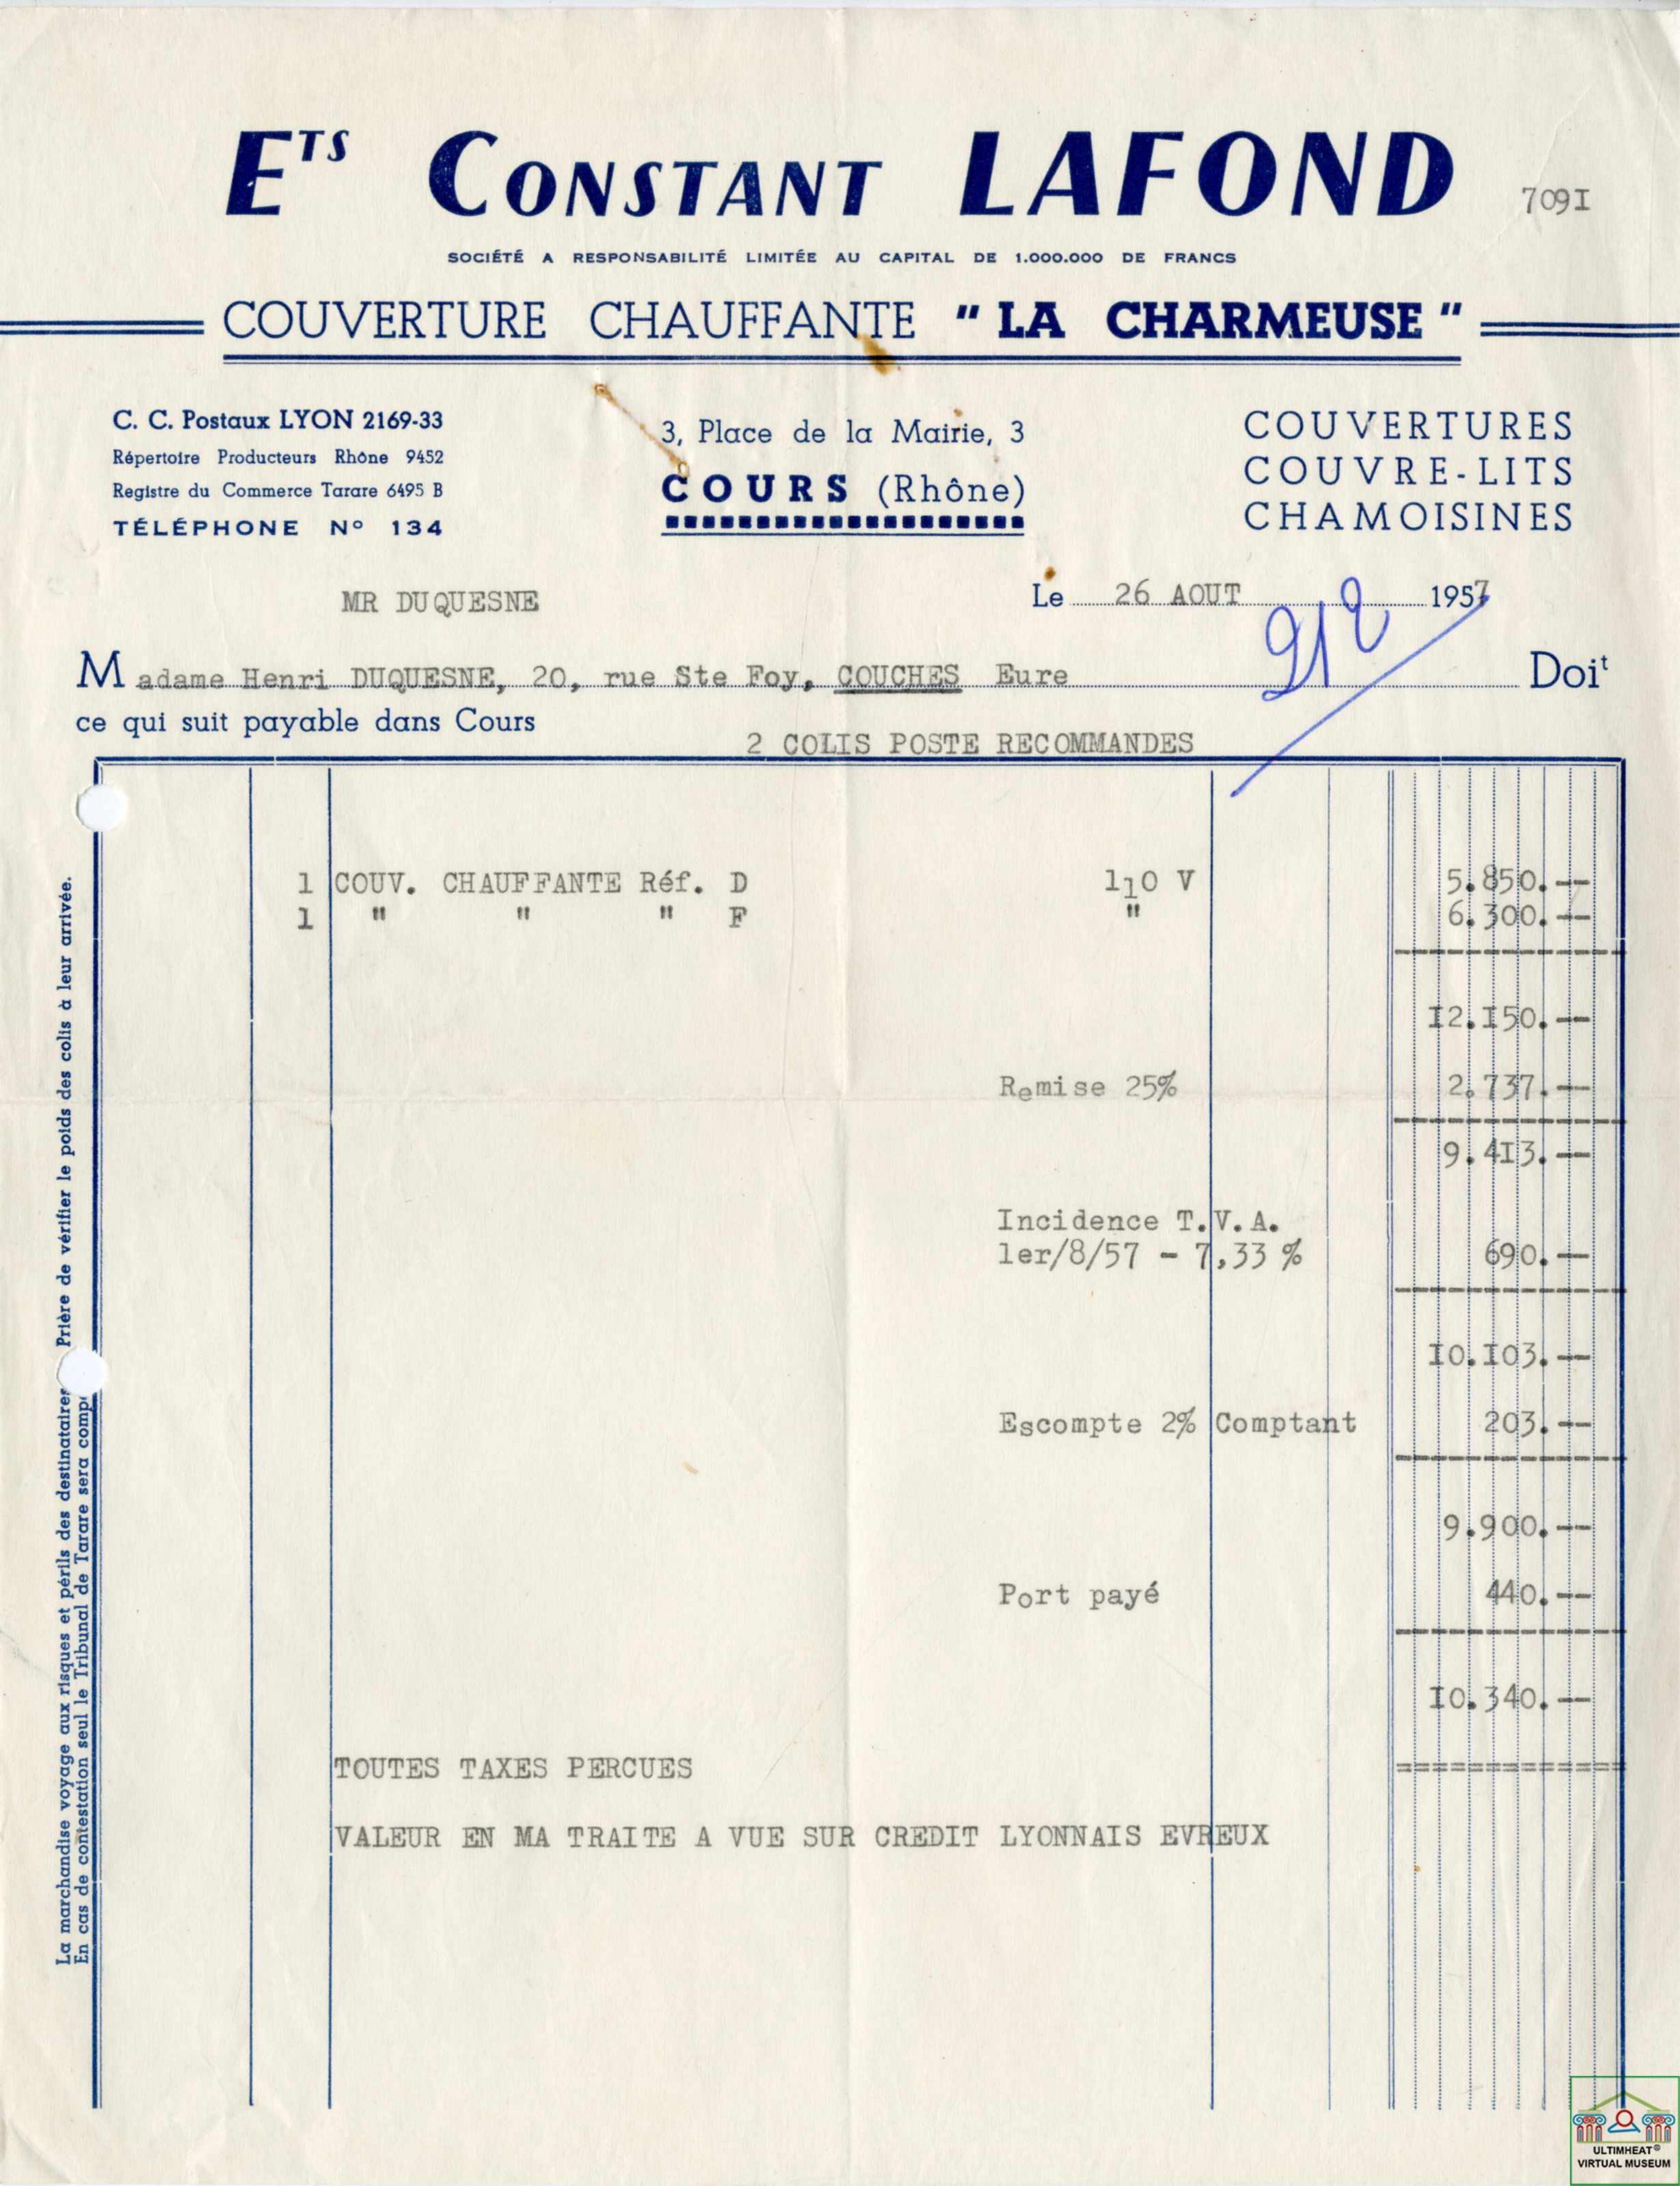 ETS CONSTANT LAFOND
7091
SOCIÉTÉ A RESPONSABILITÉ LIMITÉE AU CAPITAL DE 1.000.000 DE FRANCS
COUVERTURE CHAUFFANTE " LA CHARMEUSE "
C. C. Postaux LYON 2169-33
Répertoire Producteurs Rhône 9452
Registre du Commerce Tarare 6495 B
TÉLÉPHONE No 134
3, Place de la Mairie, 3
COURS (Rhône)
COUVERTURES
COUVRE-LITS
CHAMOISINES
MR DUQUESNE
Le 26 AOUT 1957
912
Madame Henri DUQUESNE, 20, rue Ste Foy, COUCHES Eure Doit
ce qui suit payable dans Cours
2 COLIS POSTE RECOMMANDES
1 COUV. CHAUFFANTE Réf. D 110 V 5.850.--
1 " " " F " 6.300.--
12.150.--
Remise 25% 2.737.--
9.413.--
Incidence T.V.A.
1er/8/57 - 7,33 % 690.--
10.103.--
Escompte 2% Comptant 203.--
9.900.--
Port payé 440.--
10.340.--
TOUTES TAXES PERCUES
VALEUR EN MA TRAITE A VUE SUR CREDIT LYONNAIS EVREUX
La marchandise voyage aux risques et périls des destinataires Prière de vérifier le poids des colis à leur arrivée.
En cas de contestation seul le Tribunal de Tarare sera comp
ULTIMHEAT®
VIRTUAL MUSEUM